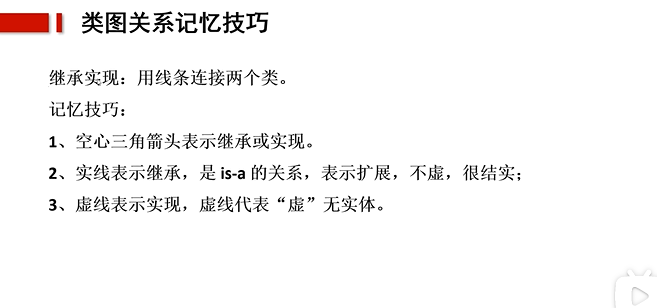 类图关系记忆技巧
继承实现：用线条连接两个类。
记忆技巧：
1、空心三角箭头表示继承或实现。
2、实线表示继承，是 is-a 的关系，表示扩展，不虚，很结实；
3、虚线表示实现，虚线代表“虚”无实体。